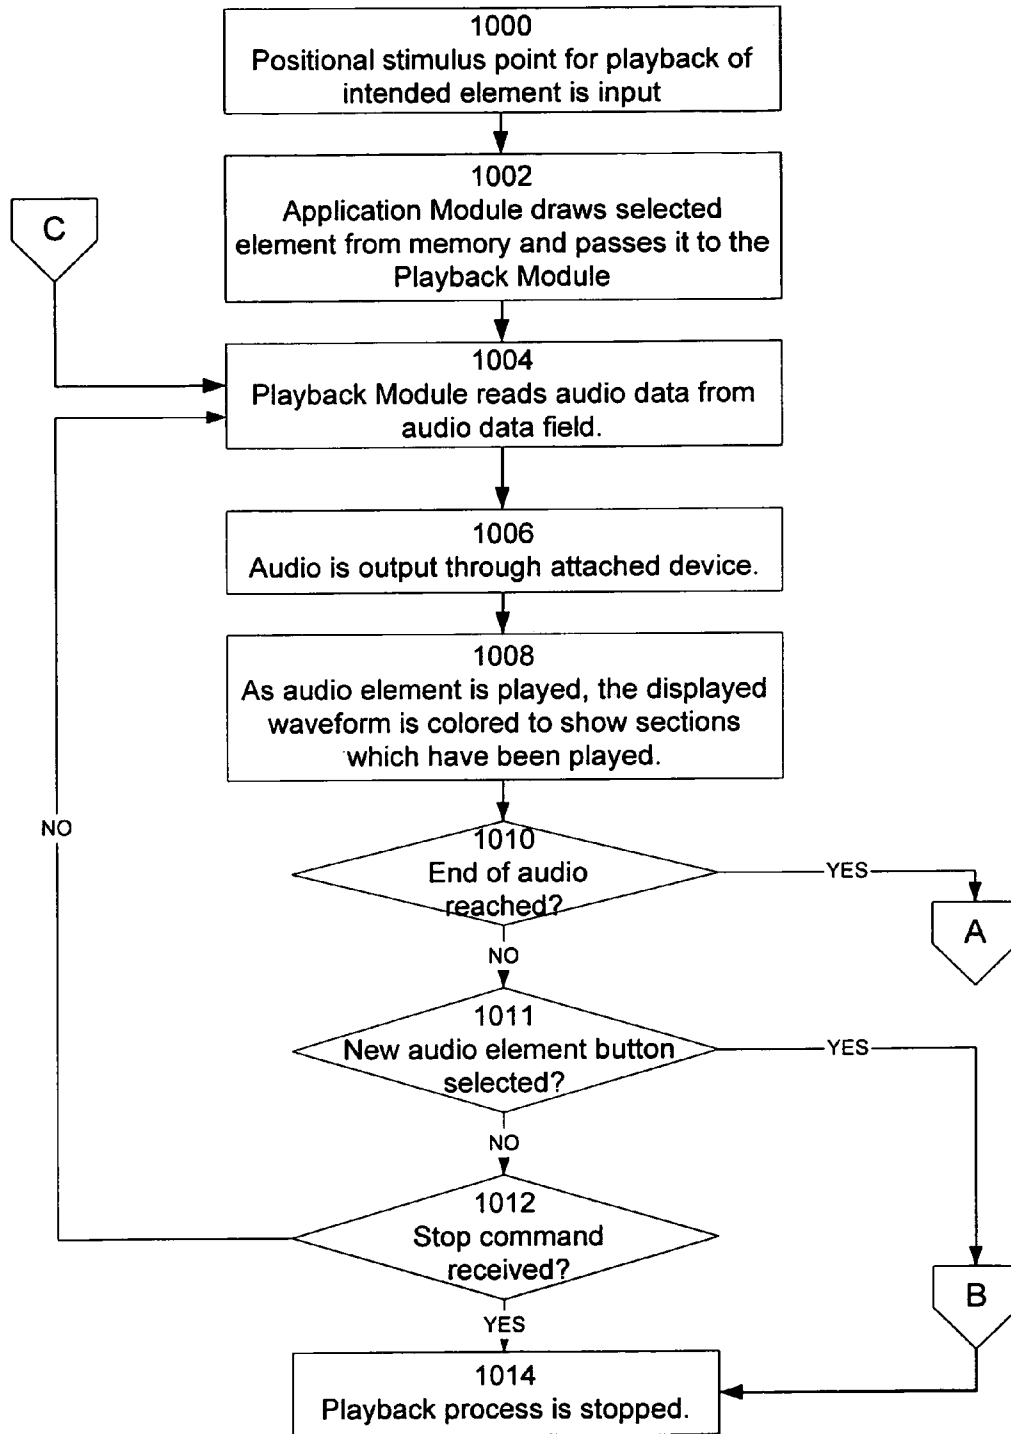 1000
Positional stimulus point for playback of
intended element is input
1002
Application Module draws selected
element from memory and passes it to the
Playback Module
C
1004
Playback Module reads audio data from
audio data field.
1006
Audio is output through attached device.
1008
As audio element is played, the displayed
waveform is colored to show sections
which have been played.
NO
1010
End of audio
reached?
YES
A
NO
1011
New audio element button
selected?
YES
NO
1012
Stop command
received?
B
YES
1014
Playback process is stopped.